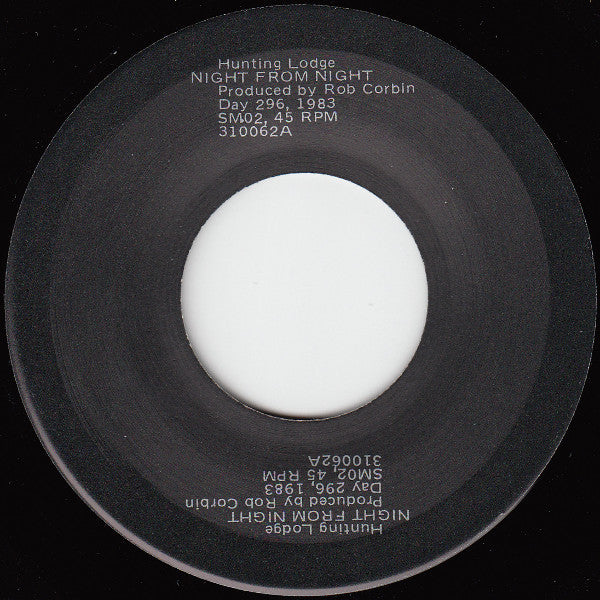 Hunting Lodge
NIGHT FROM NIGHT
Produced by Rob Corbin
Day 296, 1983
SM02, 45 RPM
310062A
Hunting Lodge
NIGHT FROM NIGHT
Produced by Rob Corbin
Day 296, 1983
SM02, 45 RPM
310062A